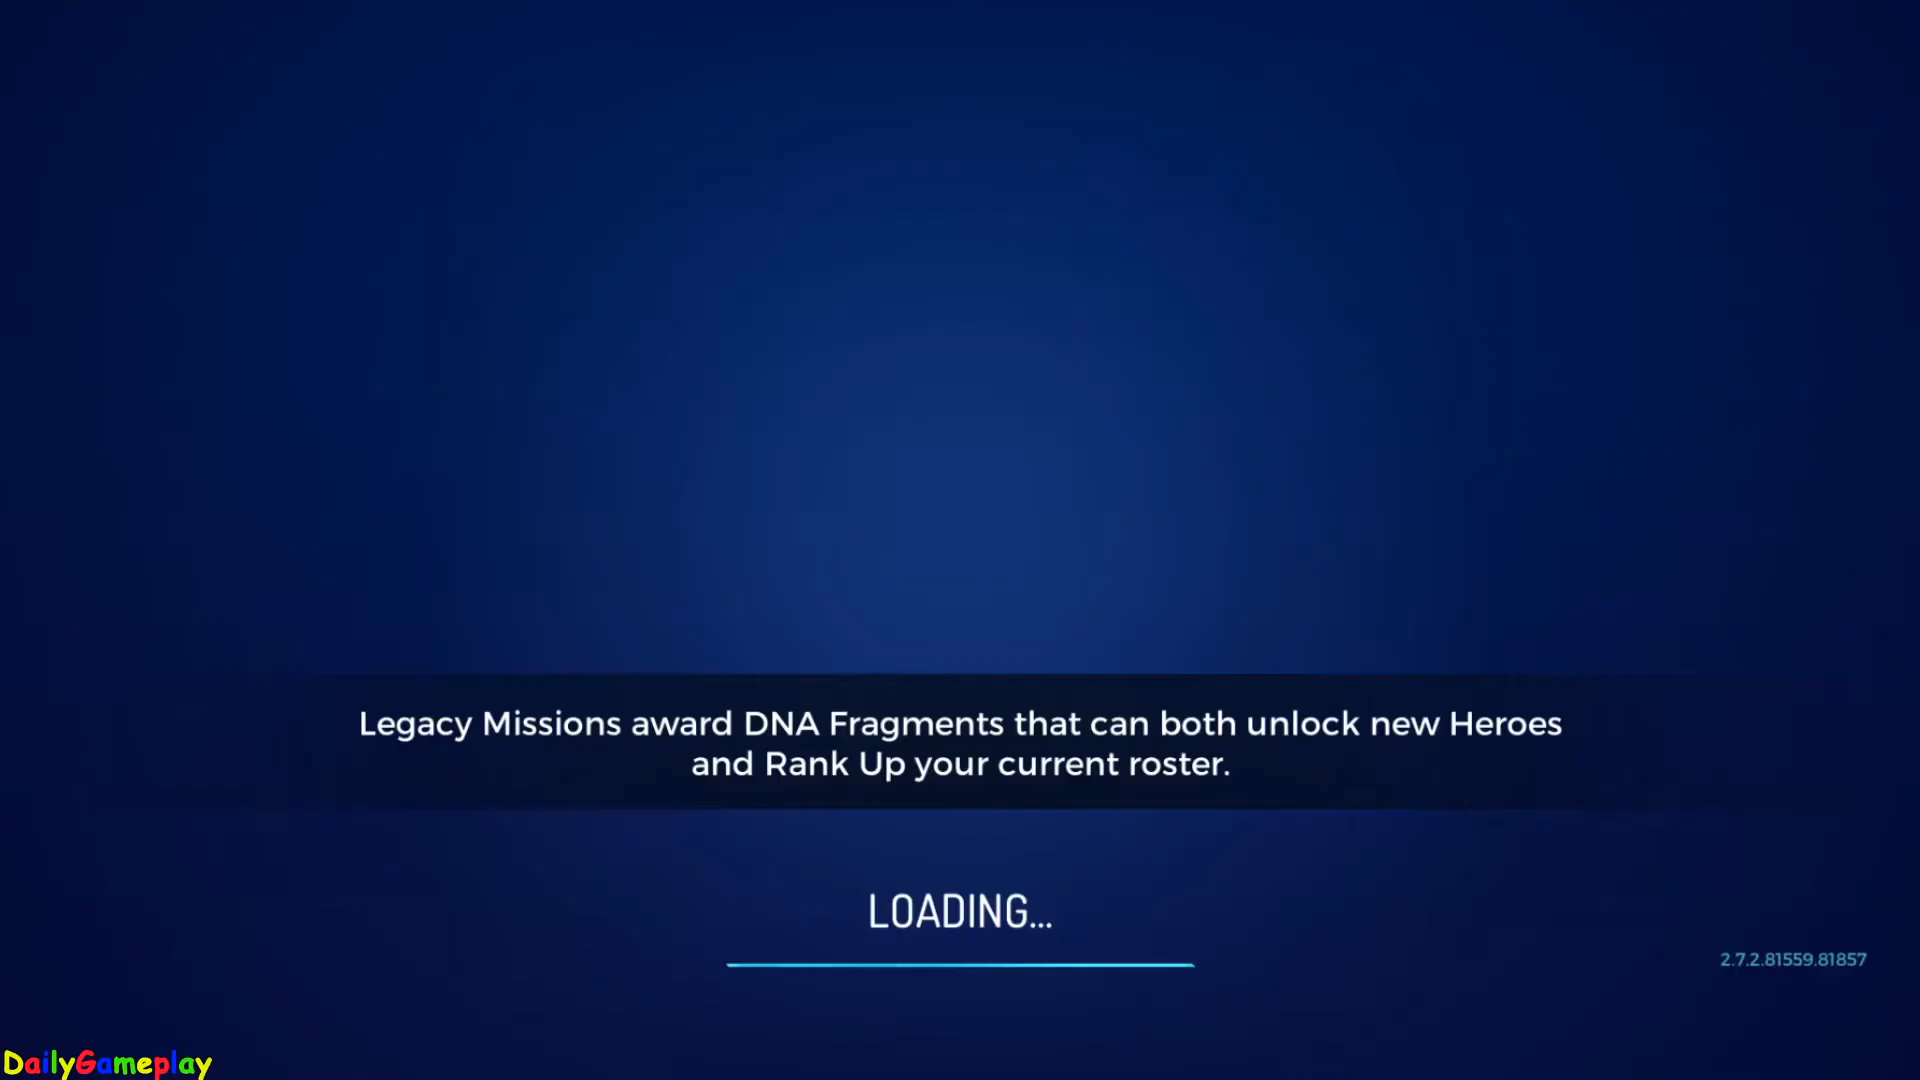 Legacy Missions award DNA Fragments that can both unlock new Heroes
and Rank Up your current roster.
LOADING...
2.7.2.81559.81857
DailyGameplay